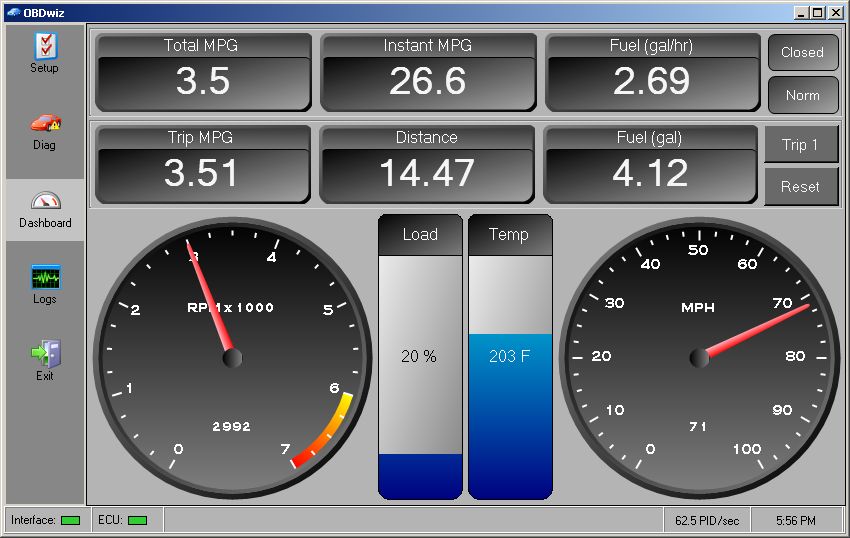 OBDwiz
Setup
Diag
Dashboard
Logs
Exit
Total MPG
3.5
Instant MPG
26.6
Fuel (gal/hr)
2.69
Closed
Norm
Trip MPG
3.51
Distance
14.47
Fuel (gal)
4.12
Trip 1
Reset
0
1
2
3
4
5
6
7
RPM x 1000
2992
Load
20 %
Temp
203 F
0
10
20
30
40
50
60
70
80
90
100
MPH
71
Interface:
ECU:
62.5 PID/sec
5:56 PM